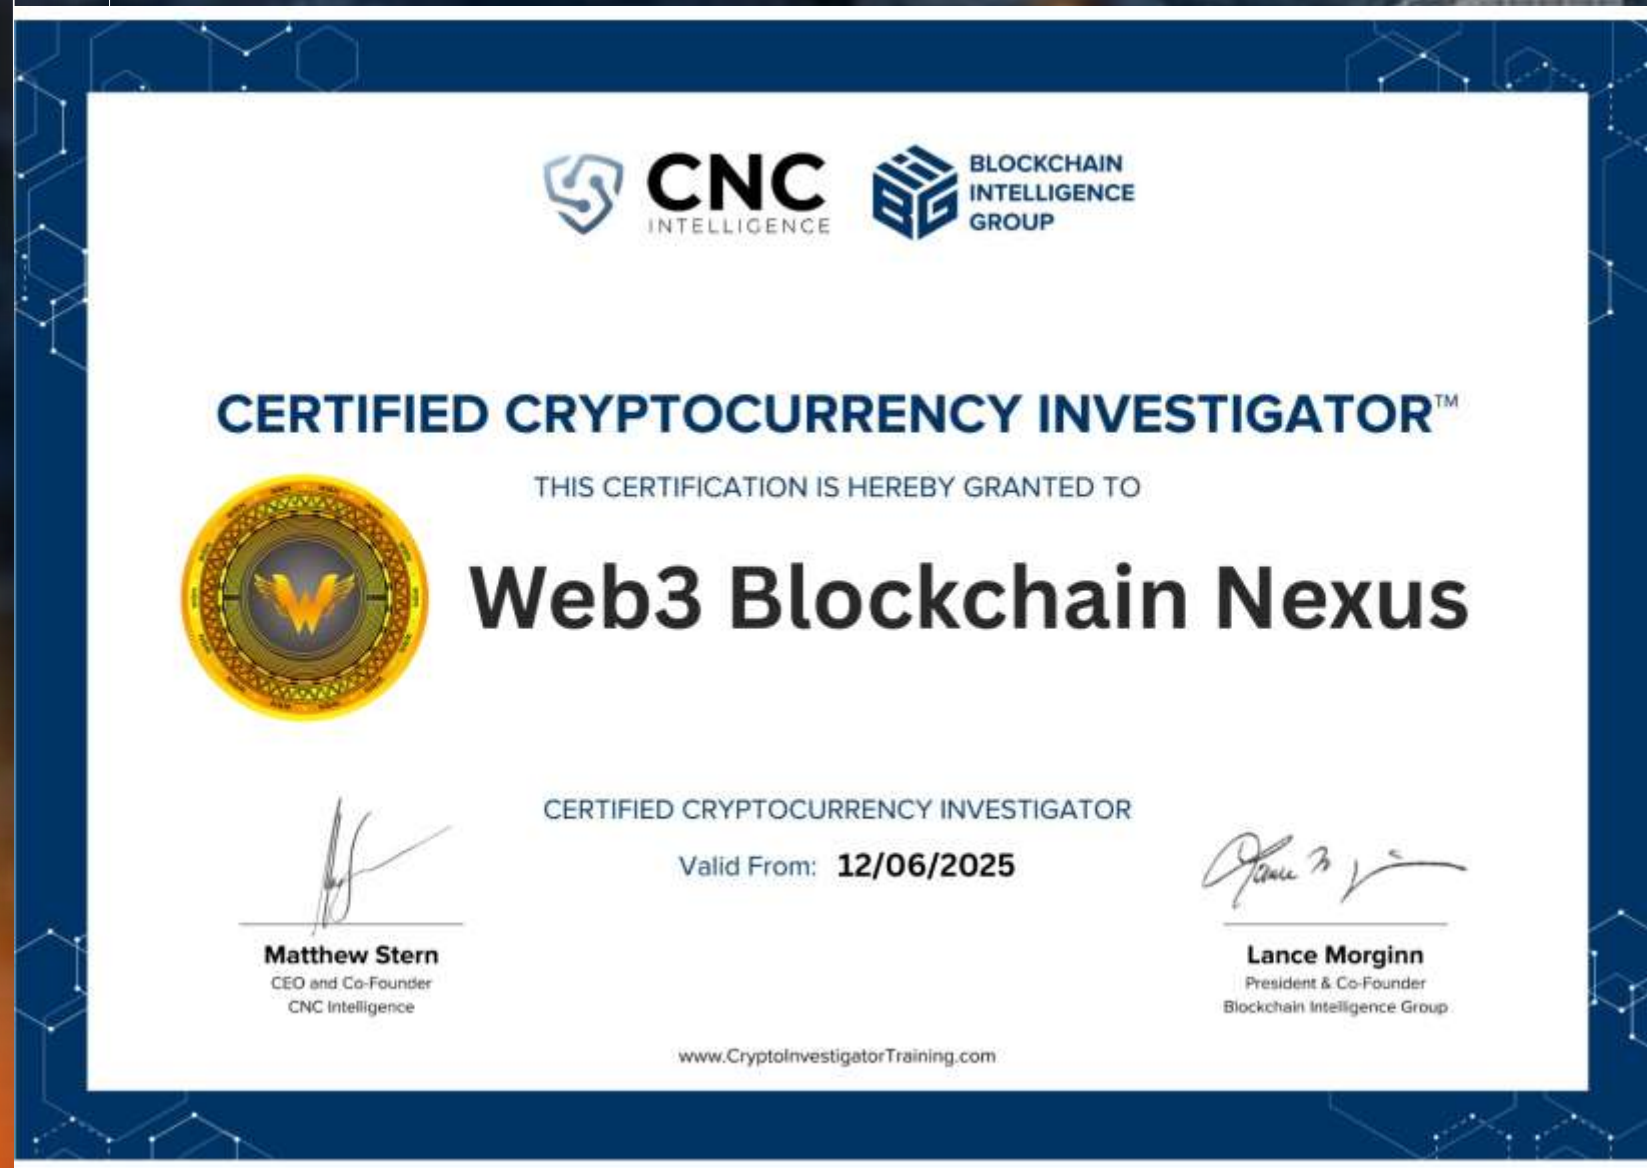 CNC
INTELLIGENCE
BIG
BLOCKCHAIN
INTELLIGENCE
GROUP
CERTIFIED CRYPTOCURRENCY INVESTIGATOR™
THIS CERTIFICATION IS HEREBY GRANTED TO
W
Web3 Blockchain Nexus
CERTIFIED CRYPTOCURRENCY INVESTIGATOR
Valid From: 12/06/2025
Matthew Stern
CEO and Co-Founder
CNC Intelligence
Lance Morginn
President & Co-Founder
Blockchain Intelligence Group
www.CryptoInvestigatorTraining.com